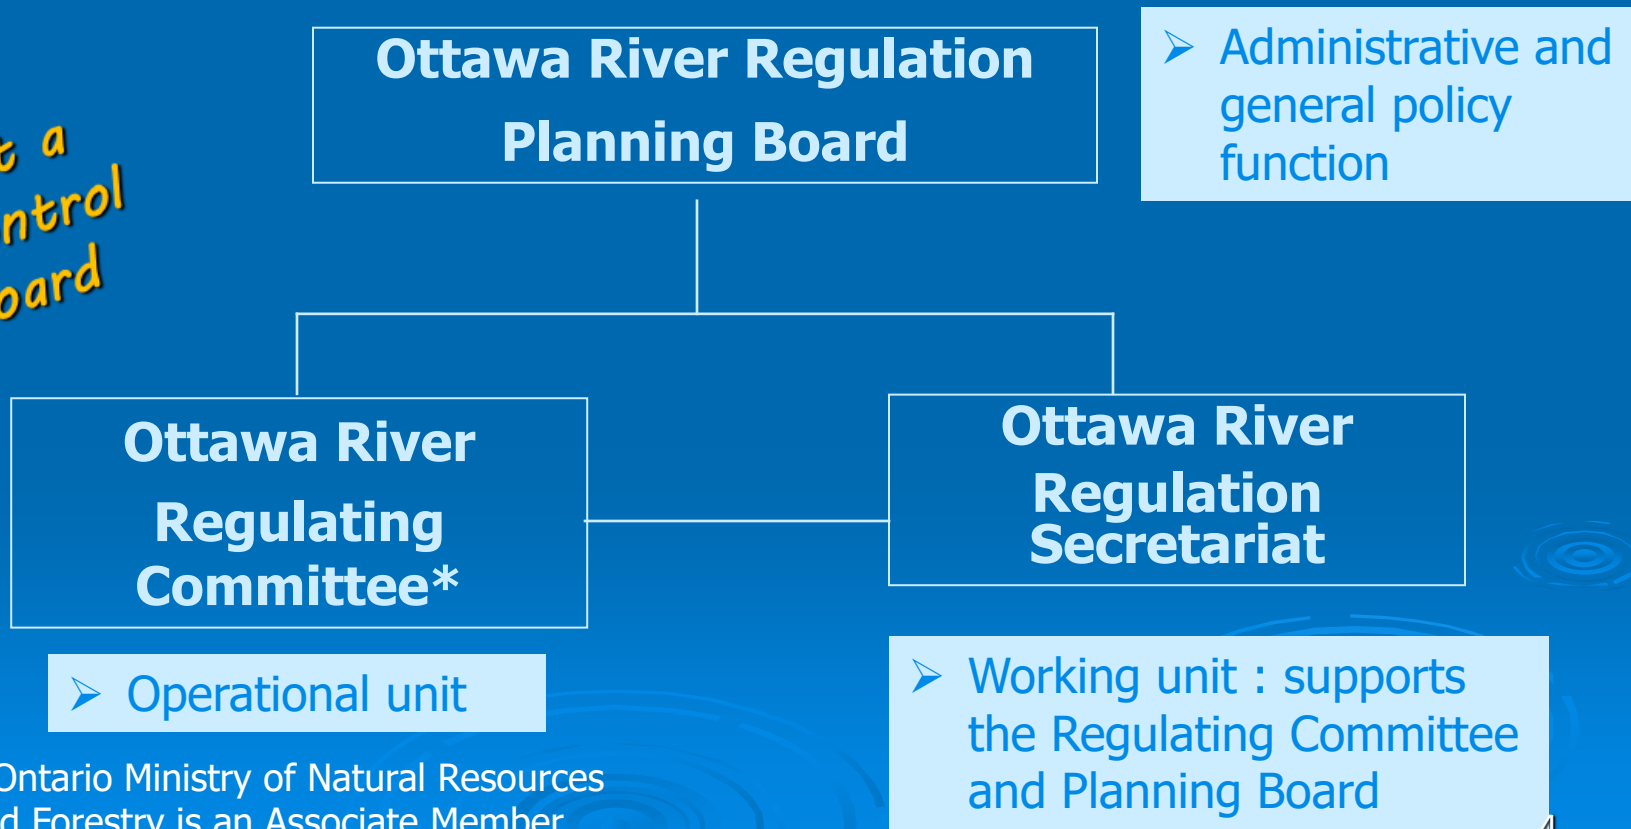 Ottawa River Regulation
Planning Board
➢ Administrative and
general policy
function
a
ntrol
oard
Ottawa River
Regulating
Committee*
Ottawa River
Regulation
Secretariat
➢ Operational unit
➢ Working unit : supports
the Regulating Committee
and Planning Board
Ontario Ministry of Natural Resources
d Forestry is an Associate Member